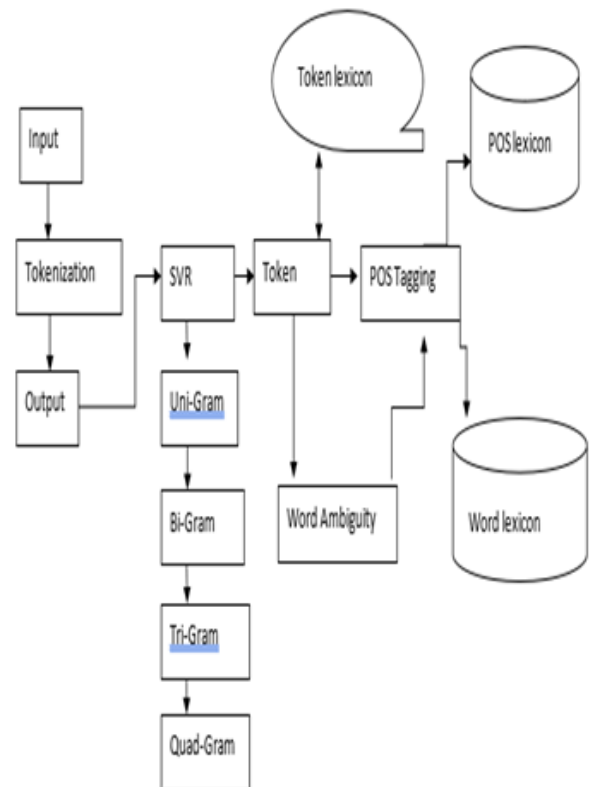 Token lexicon
POS lexicon
Input
Tokenization
SVR
Token
POS Tagging
Output
Uni-Gram
Bi-Gram
Word Ambiguity
Word lexicon
Tri-Gram
Quad-Gram